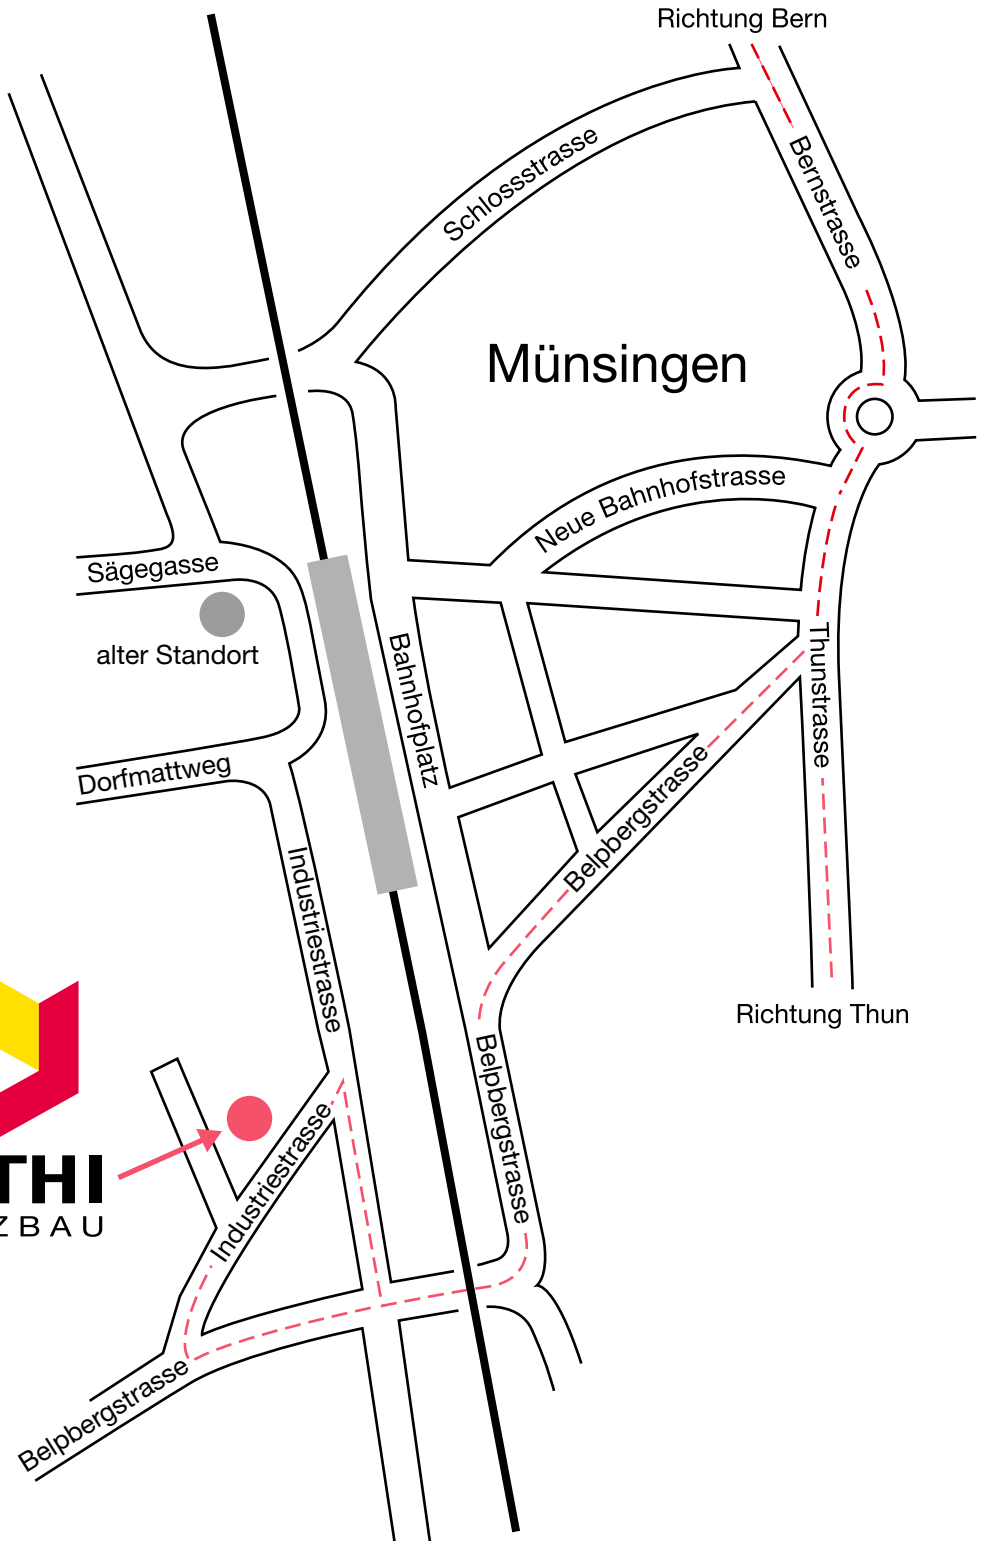 Richtung Bern
Bernstrasse
Schlossstrasse
Münsingen
Neue Bahnhofstrasse
Sägegasse
alter Standort
Bahnhofplatz
Thunstrasse
Dorfmattweg
Belpbergstrasse
Industriestrasse
Richtung Thun
Belpbergstrasse
Industriestrasse
THI
ZBAU
Belpbergstrasse